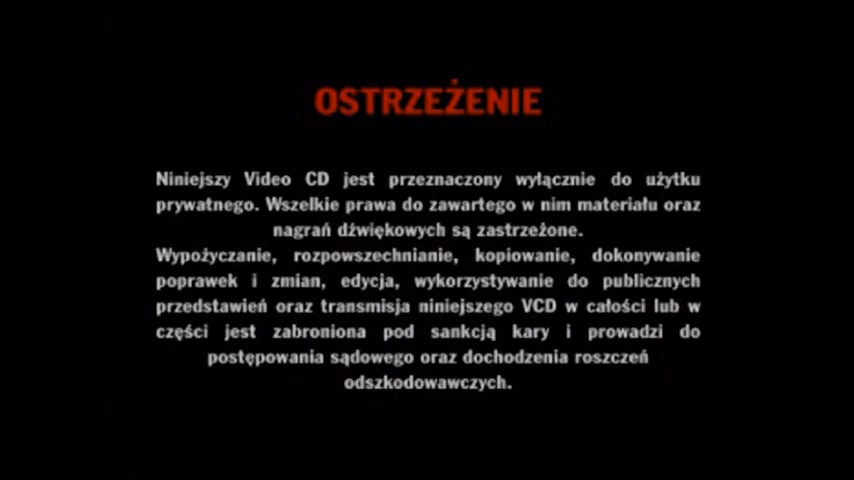 OSTRZEŻENIE
Niniejszy Video CD jest przeznaczony wyłącznie do użytku
prywatnego. Wszelkie prawa do zawartego w nim materiału oraz
nagrań dźwiękowych są zastrzeżone.
Wypożyczanie, rozpowszechnianie, kopiowanie, dokonywanie
poprawek i zmian, edycja, wykorzystywanie do publicznych
przedstawień oraz transmisja niniejszego VCD w całości lub w
części jest zabroniona pod sankcją kary i prowadzi do
postępowania sądowego oraz dochodzenia roszczeń
odszkodowawczych.